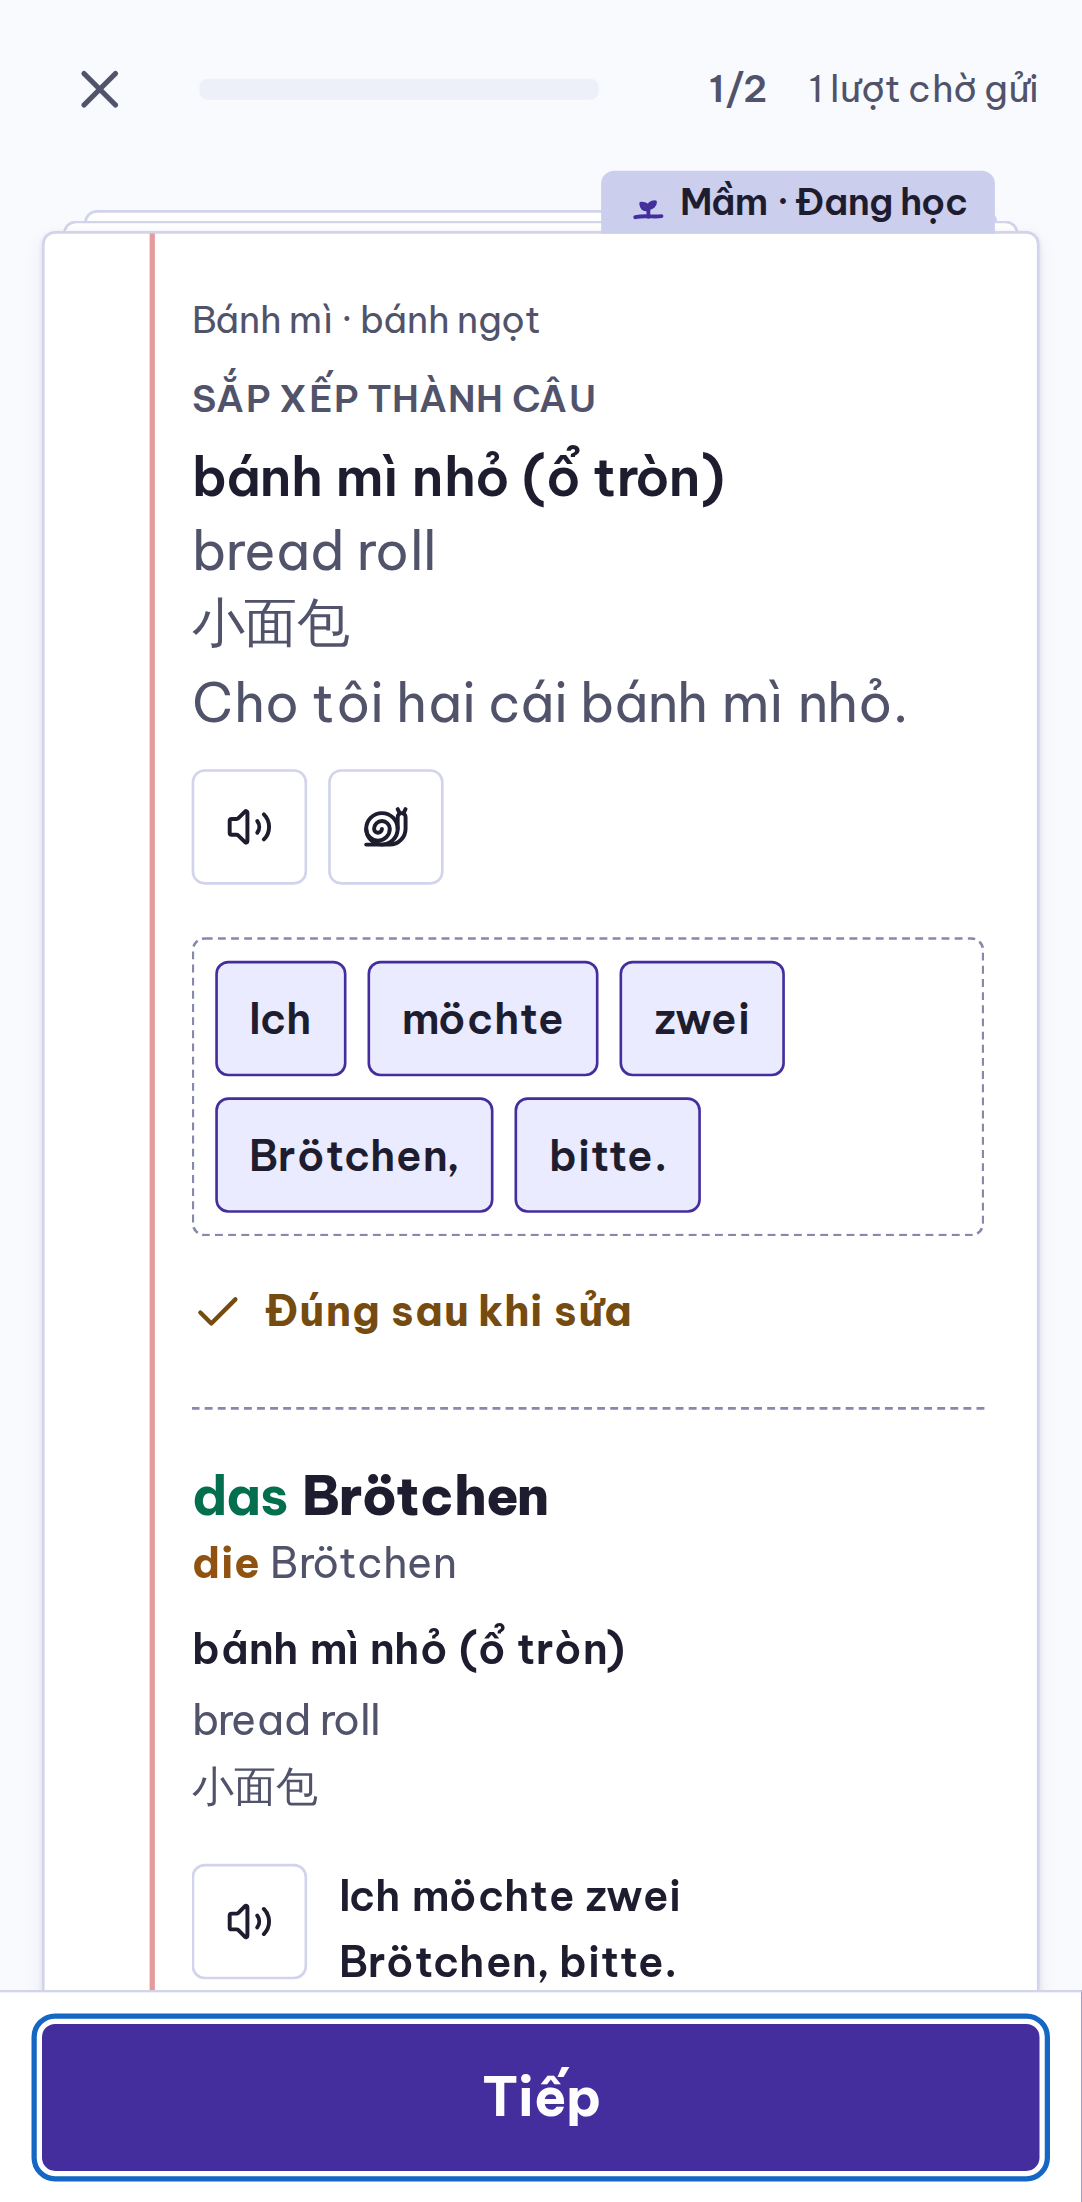 1/2 1 lượt chờ gửi
Mầm · Đang học
Bánh mì · bánh ngọt
SẮP XẾP THÀNH CÂU
bánh mì nhỏ (ổ tròn)
bread roll
小面包
Cho tôi hai cái bánh mì nhỏ.
Ich möchte zwei
Brötchen, bitte.
Đúng sau khi sửa
das Brötchen
die Brötchen
bánh mì nhỏ (ổ tròn)
bread roll
小面包
Ich möchte zwei
Brötchen, bitte.
Tiếp